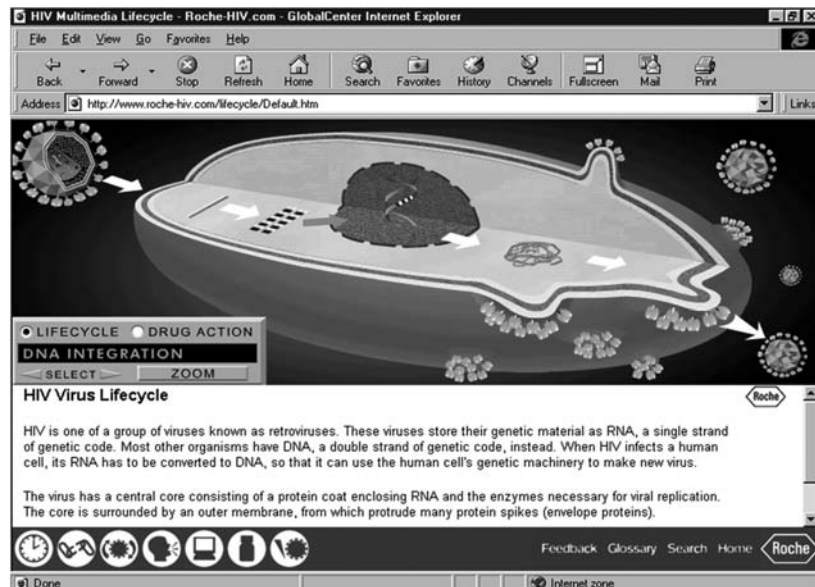 HIV Multimedia Lifecycle - Roche-HIV.com - GlobalCenter Internet Explorer
File Edit View Go Favorites Help
Back Forward Stop Refresh Home Search Favorites History Channels Fullscreen Mail Print
Address http://www.roche-hiv.com/lifecycle/Default.htm Links
LIFECYCLE DRUG ACTION
DNA INTEGRATION
SELECT ZOOM
HIV Virus Lifecycle Roche
HIV is one of a group of viruses known as retroviruses. These viruses store their genetic material as RNA, a single strand
of genetic code. Most other organisms have DNA, a double strand of genetic code, instead. When HIV infects a human
cell, its RNA has to be converted to DNA, so that it can use the human cell's genetic machinery to make new virus.
The virus has a central core consisting of a protein coat enclosing RNA and the enzymes necessary for viral replication.
The core is surrounded by an outer membrane, from which protrude many protein spikes (envelope proteins).
Feedback Glossary Search Home Roche
Done Internet zone